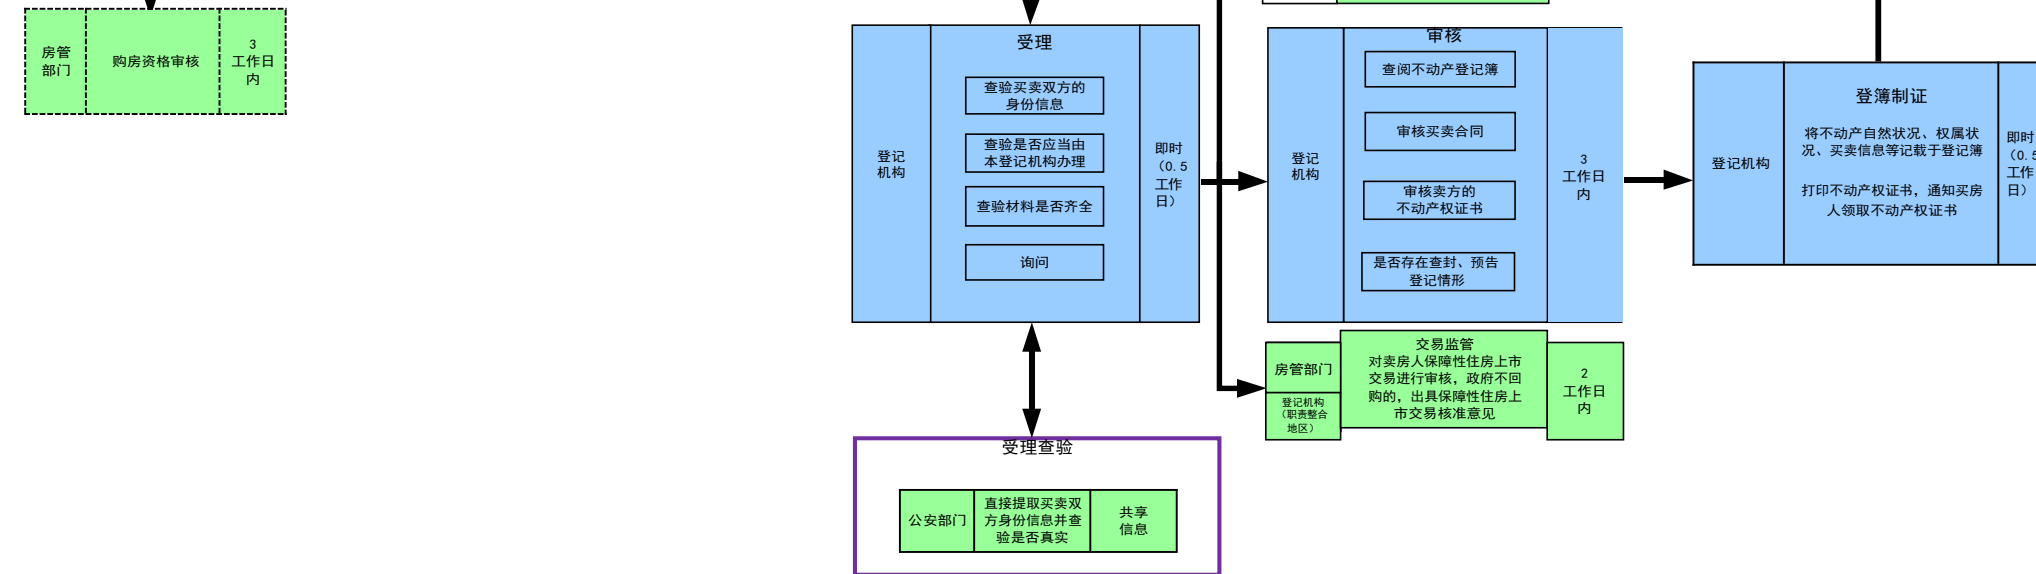 房管
部门
购房资格审核
3
工作日
内
登记
机构
受理
查验买卖双方的
身份信息
查验是否应当由
本登记机构办理
查验材料是否齐全
询问
即时
（0.5
工作
日）
登记
机构
审核
查阅不动产登记簿
审核买卖合同
审核卖方的
不动产权证书
是否存在查封、预告
登记情形
3
工作日
内
登记机构
登簿制证
将不动产自然状况、权属状
况、买卖信息等记载于登记簿
打印不动产权证书，通知买房
人领取不动产权证书
即时
（0.5
工作
日）
房管部门
登记机构
（职责整合
地区）
交易监管
对卖房人保障性住房上市
交易进行审核，政府不回
购的，出具保障性住房上
市交易核准意见
2
工作日
内
受理查验
公安部门
直接提取买卖双
方身份信息并查
验是否真实
共享
信息